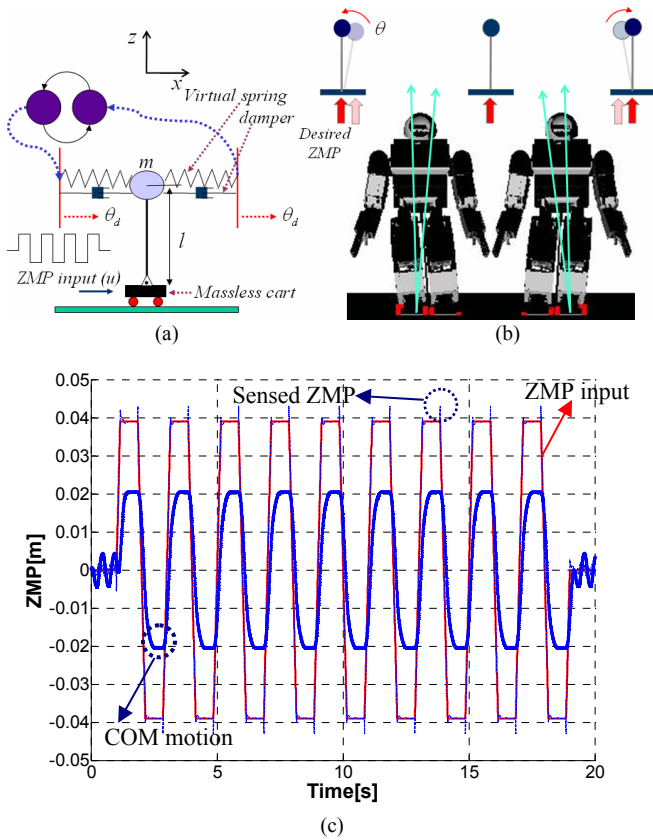 z
x
Virtual spring
damper
m
θd
θd
l
ZMP input (u)
Massless cart
(a)
θ
Desired
ZMP
(b)
0.05
0.04
0.03
0.02
0.01
0
-0.01
-0.02
-0.03
-0.04
-0.05
ZMP[m]
Sensed ZMP
ZMP input
COM motion
0
5
10
15
20
Time[s]
(c)